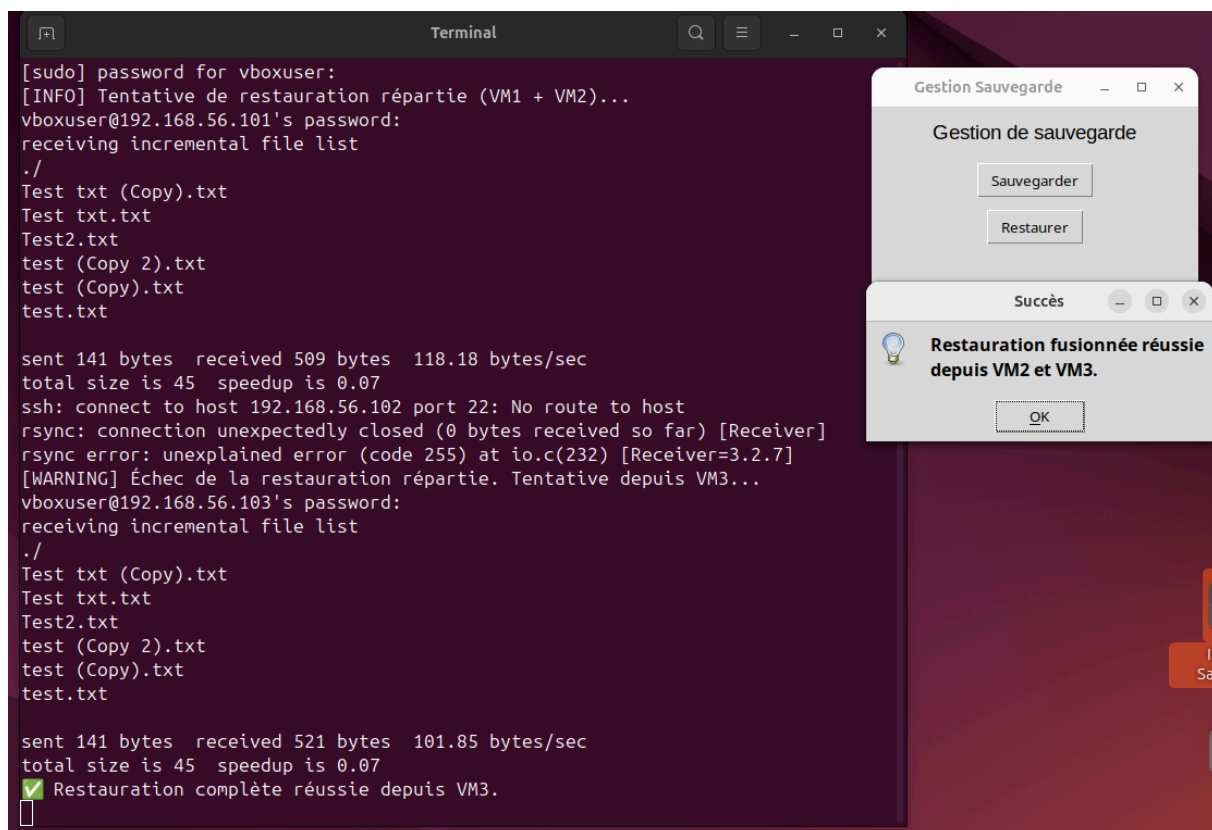 Terminal
[sudo] password for vboxuser:
[INFO] Tentative de restauration répartie (VM1 + VM2)...
vboxuser@192.168.56.101's password:
receiving incremental file list
./
Test txt (Copy).txt
Test txt.txt
Test2.txt
test (Copy 2).txt
test (Copy).txt
test.txt
sent 141 bytes  received 509 bytes  118.18 bytes/sec
total size is 45  speedup is 0.07
ssh: connect to host 192.168.56.102 port 22: No route to host
rsync: connection unexpectedly closed (0 bytes received so far) [Receiver]
rsync error: unexplained error (code 255) at io.c(232) [Receiver=3.2.7]
[WARNING] Échec de la restauration répartie. Tentative depuis VM3...
vboxuser@192.168.56.103's password:
receiving incremental file list
./
Test txt (Copy).txt
Test txt.txt
Test2.txt
test (Copy 2).txt
test (Copy).txt
test.txt
sent 141 bytes  received 521 bytes  101.85 bytes/sec
total size is 45  speedup is 0.07
✅ Restauration complète réussie depuis VM3.
Gestion Sauvegarde
Gestion de sauvegarde
Sauvegarder
Restaurer
Succès
Restauration fusionnée réussie
depuis VM2 et VM3.
OK